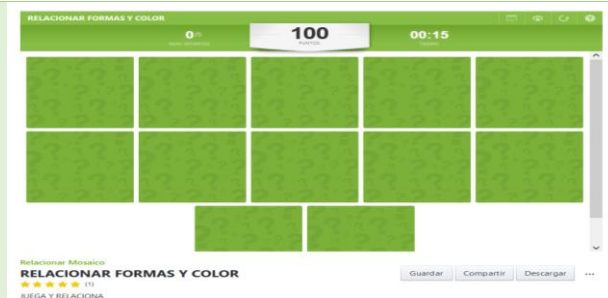 RELACIONAR FORMAS Y COLOR
0 100 00:15
PUNTOS TIEMPO
Relacionar Mosaico
RELACIONAR FORMAS Y COLOR
(1)
Guardar Compartir Descargar ...
JUEGA Y RELACIONA